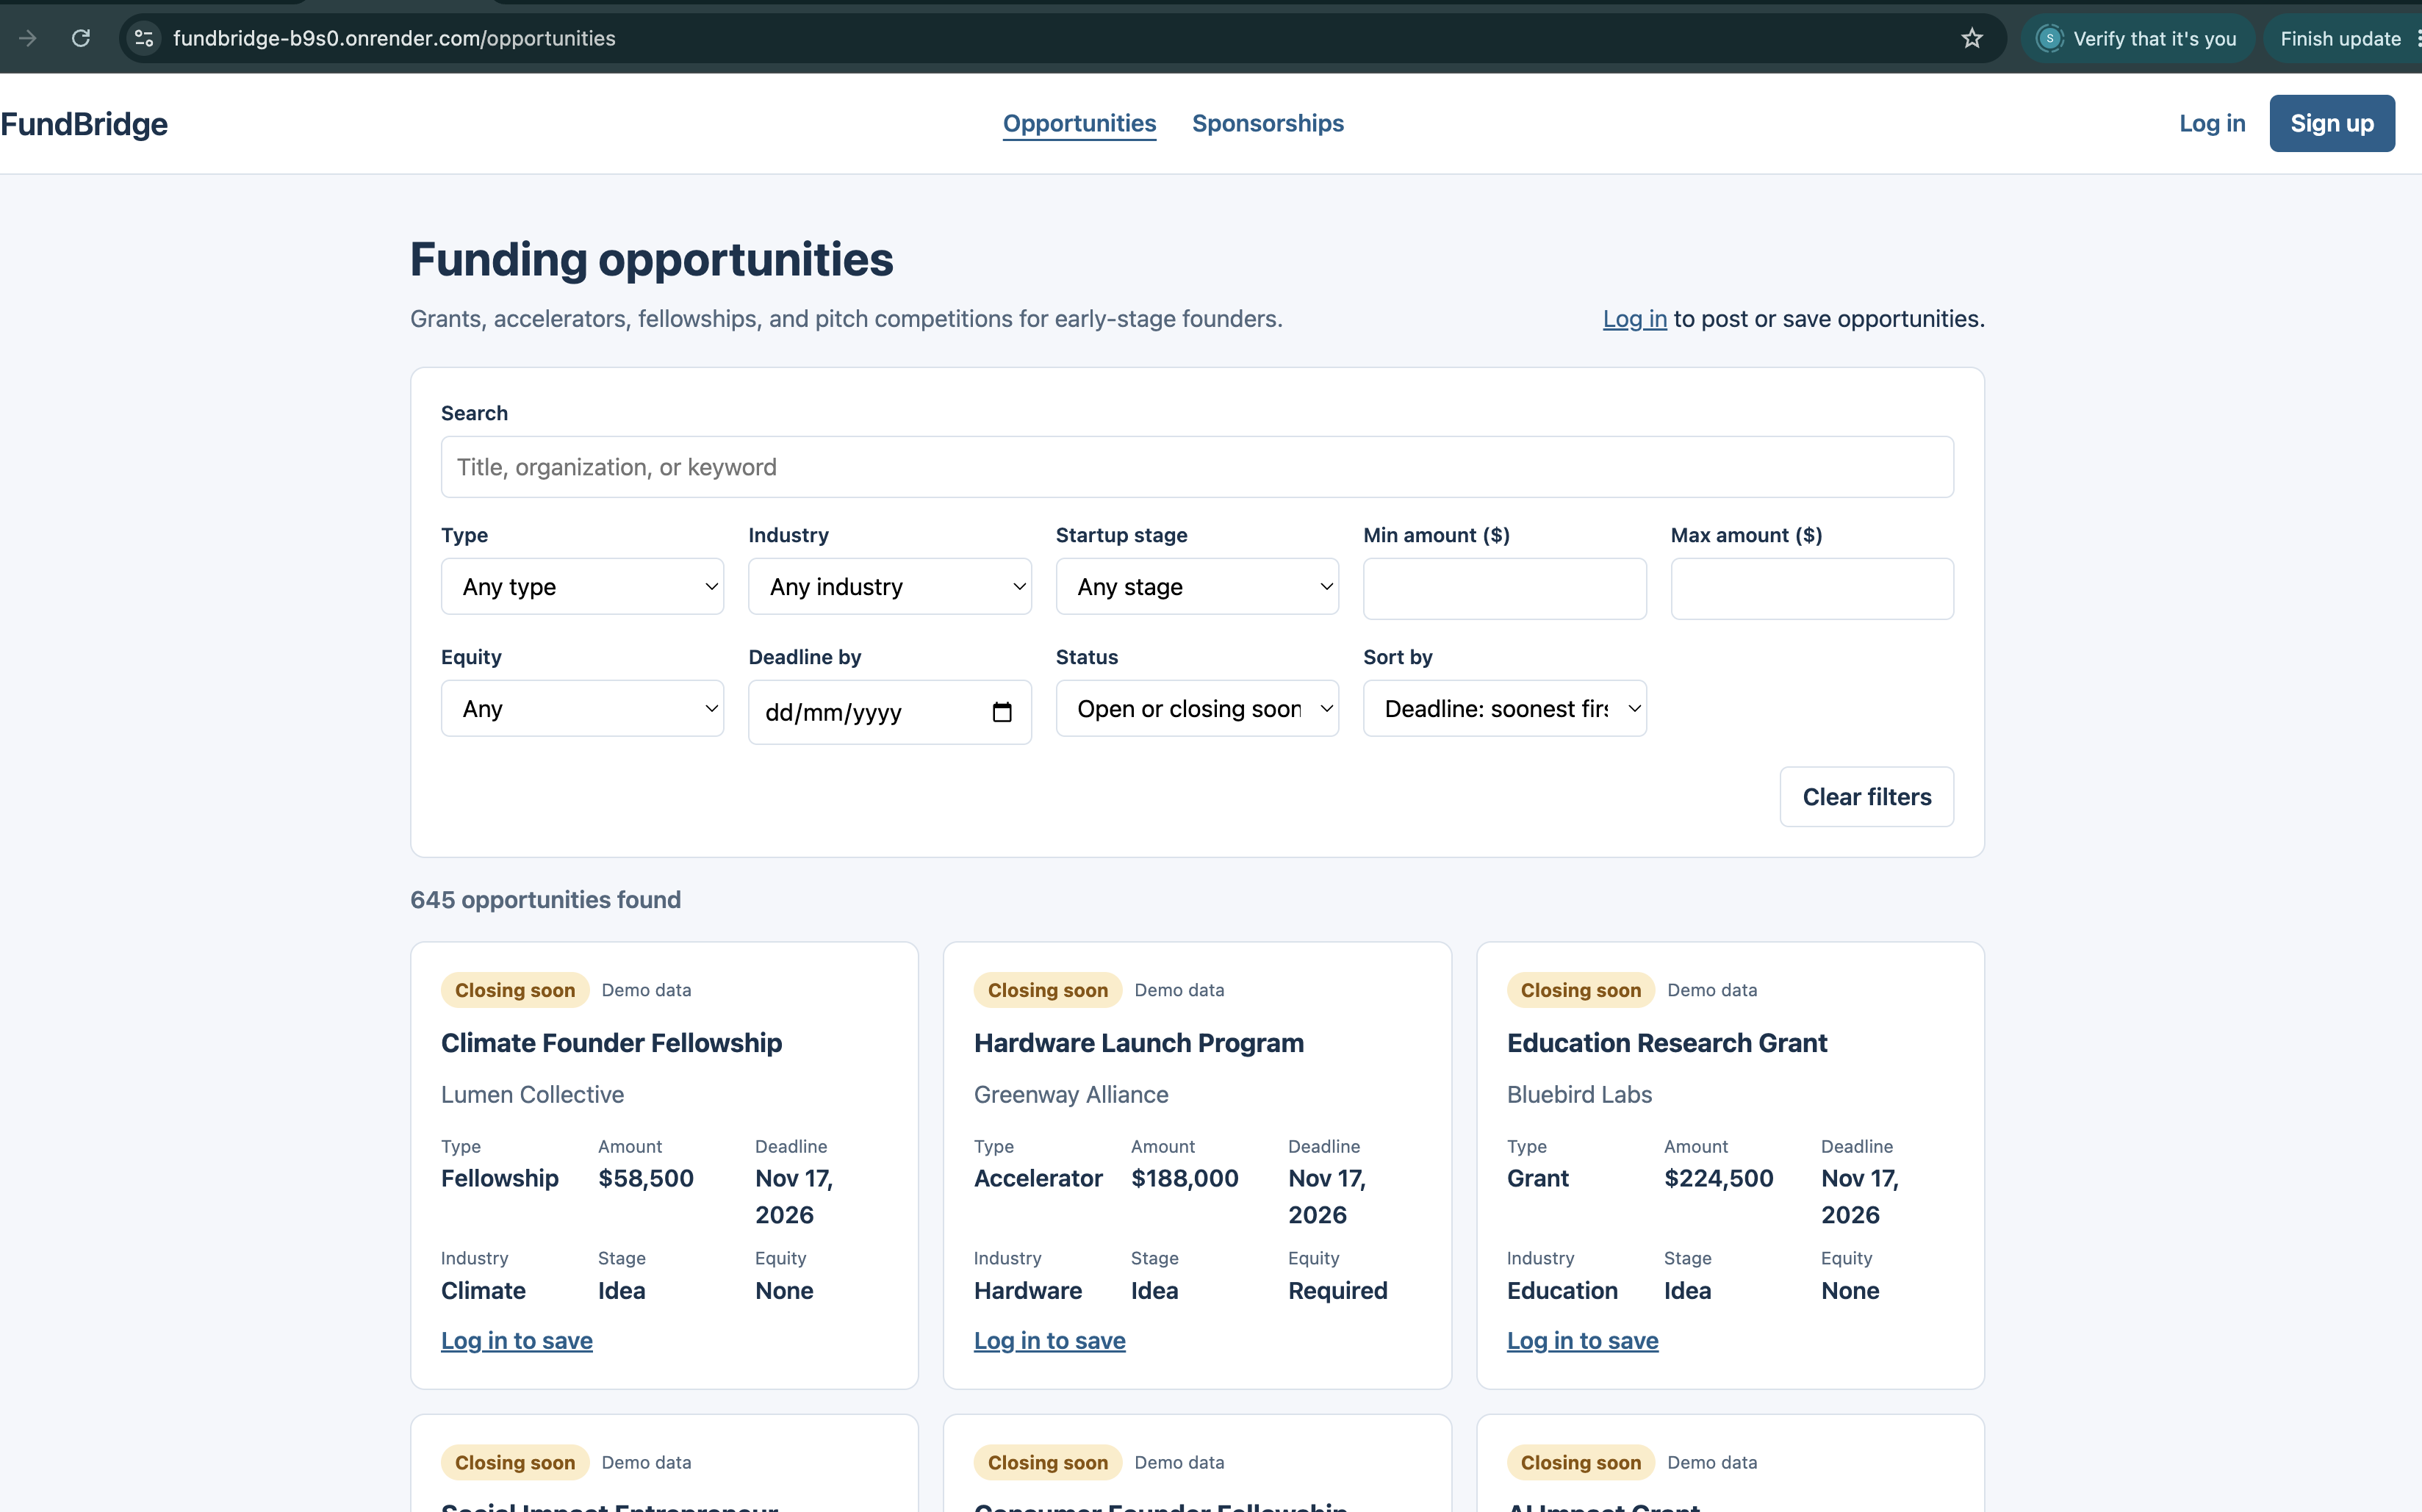 fundbridge-b9s0.onrender.com/opportunities
S
Verify that it's you
Finish update
FundBridge
Opportunities
Sponsorships
Log in
Sign up
Funding opportunities
Grants, accelerators, fellowships, and pitch competitions for early-stage founders.
Log in to post or save opportunities.
Search
Title, organization, or keyword
Type
Industry
Startup stage
Min amount ($)
Max amount ($)
Any type
Any industry
Any stage
Equity
Deadline by
Status
Sort by
Any
dd/mm/yyyy
Open or closing soon
Deadline: soonest firs
Clear filters
645 opportunities found
Closing soon Demo data
Climate Founder Fellowship
Lumen Collective
Type Amount Deadline
Fellowship $58,500 Nov 17,
2026
Industry Stage Equity
Climate Idea None
Log in to save
Closing soon Demo data
Hardware Launch Program
Greenway Alliance
Type Amount Deadline
Accelerator $188,000 Nov 17,
2026
Industry Stage Equity
Hardware Idea Required
Log in to save
Closing soon Demo data
Education Research Grant
Bluebird Labs
Type Amount Deadline
Grant $224,500 Nov 17,
2026
Industry Stage Equity
Education Idea None
Log in to save
Closing soon Demo data
Social Impact Entrepreneur
Closing soon Demo data
Consumer Founder Fellowship
Closing soon Demo data
AI Impact Grant